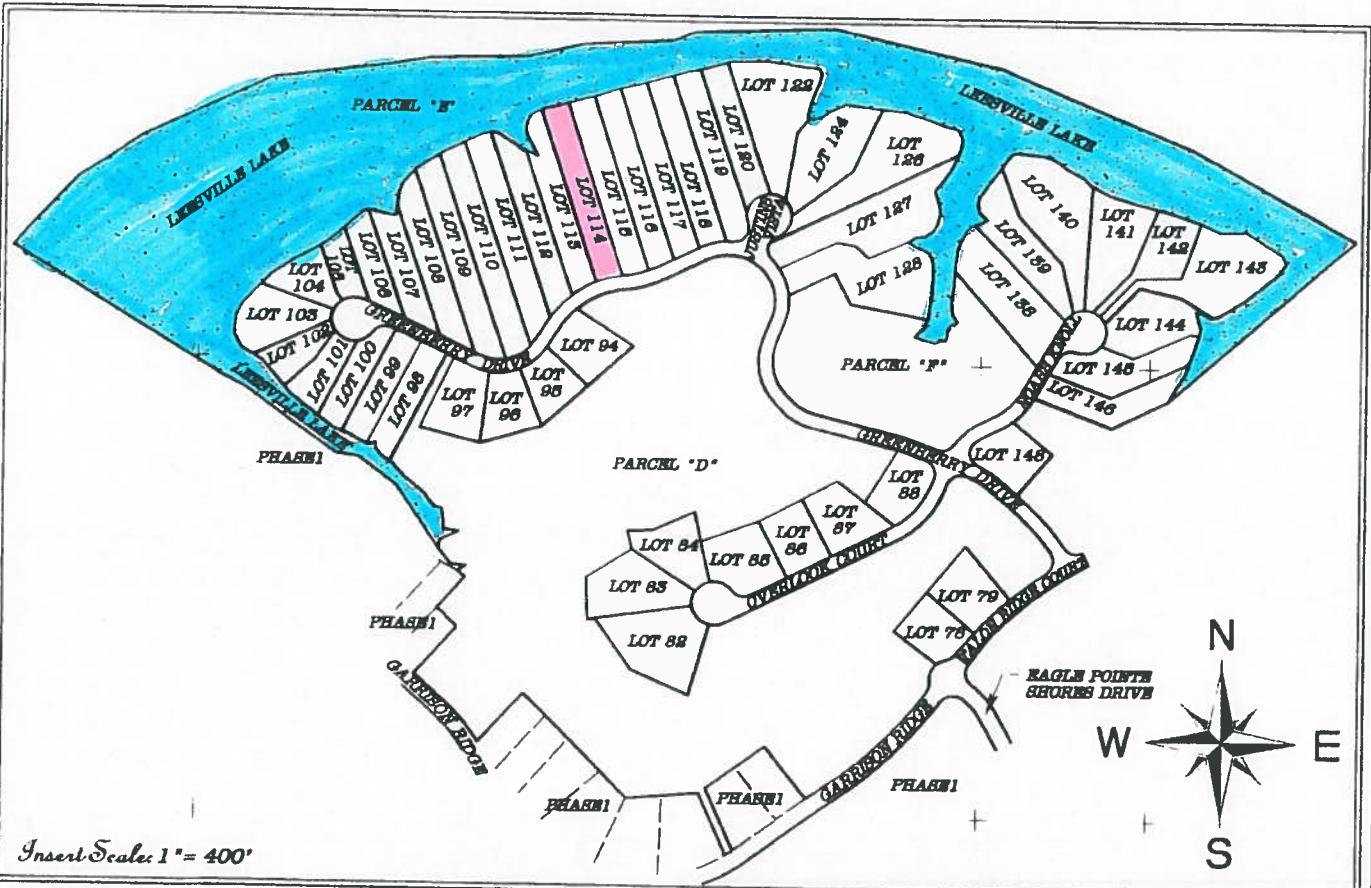 PARCEL "E"
LEESVILLE LAKE
LEESVILLE LAKE
LOT 122
LOT 120
LOT 119
LOT 118
LOT 117
LOT 116
LOT 115
LOT 114
LOT 113
LOT 112
LOT 111
LOT 110
LOT 109
LOT 108
LOT 107
LOT 106
LOT
LOT
104
LOT 103
LOT 102
LOT 101
LOT 100
LOT 99
LOT 98
LOT
97
LOT
96
LOT
95
LOT 94
GREENBERRY DRIVE
LEESVILLE LAKE
PHASE 1
VISTA
LOT 124
LOT
126
LOT 127
LOT 128
LOT 140
LOT
141
LOT
142
LOT 143
LOT 139
LOT 138
LOT 144
LOT 145
LOT 146
KNOLL
PARCEL "F"
GREENBERRY DRIVE
LOT 148
PARCEL "D"
LOT
88
LOT
87
LOT
86
LOT 85
LOT 84
LOT 83
LOT 82
OVERLOOK COURT
LOT 79
LOT 78
RIDGE COURT
EAGLE POINTE
SHORES DRIVE
PHASE 1
GARRISON RIDGE
GARRISON RIDGE
PHASE 1
PHASE 1
PHASE 1
N
W
E
S
Insert Scale: 1" = 400'